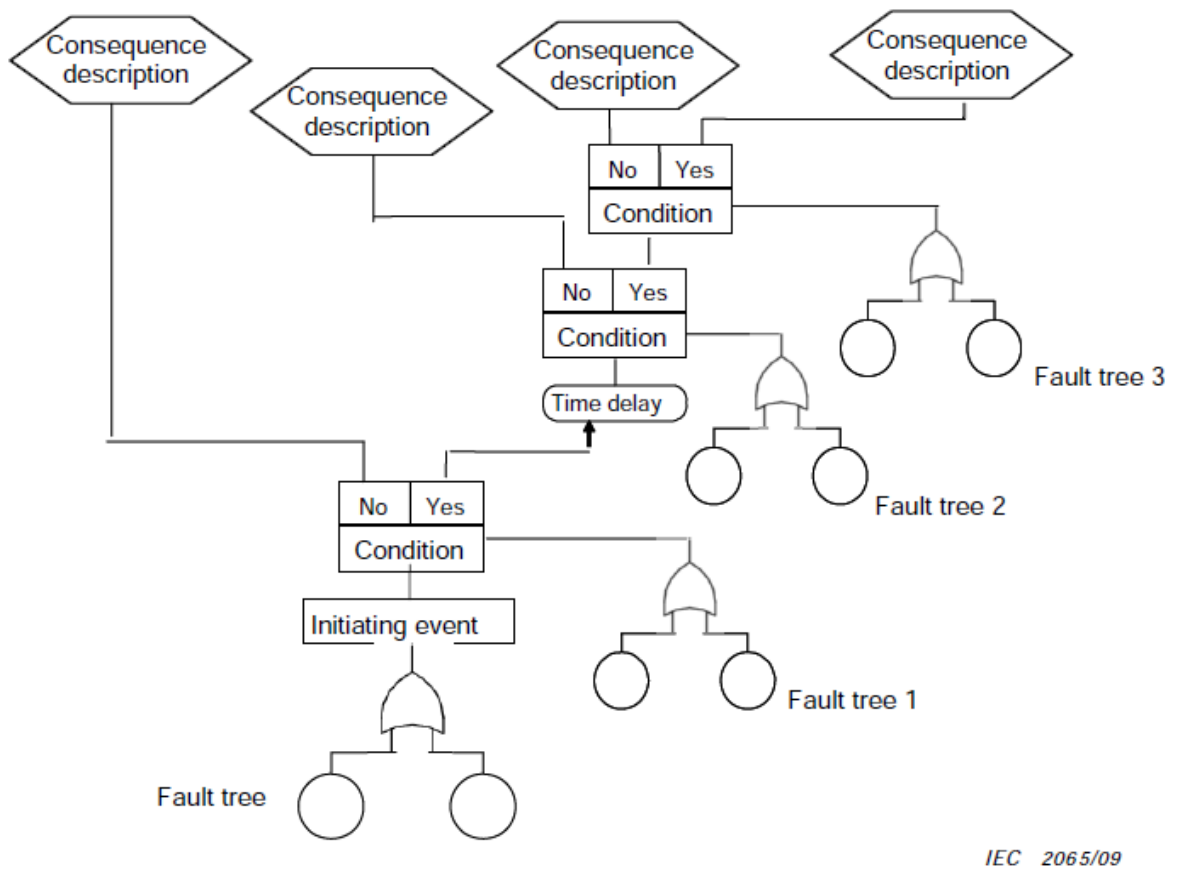 Consequence
description
Consequence
description
Consequence
description
Consequence
description
No Yes
Condition
No Yes
Condition
Fault tree 3
Time delay
Fault tree 2
No Yes
Condition
Initiating event
Fault tree 1
Fault tree
IEC 2065/09